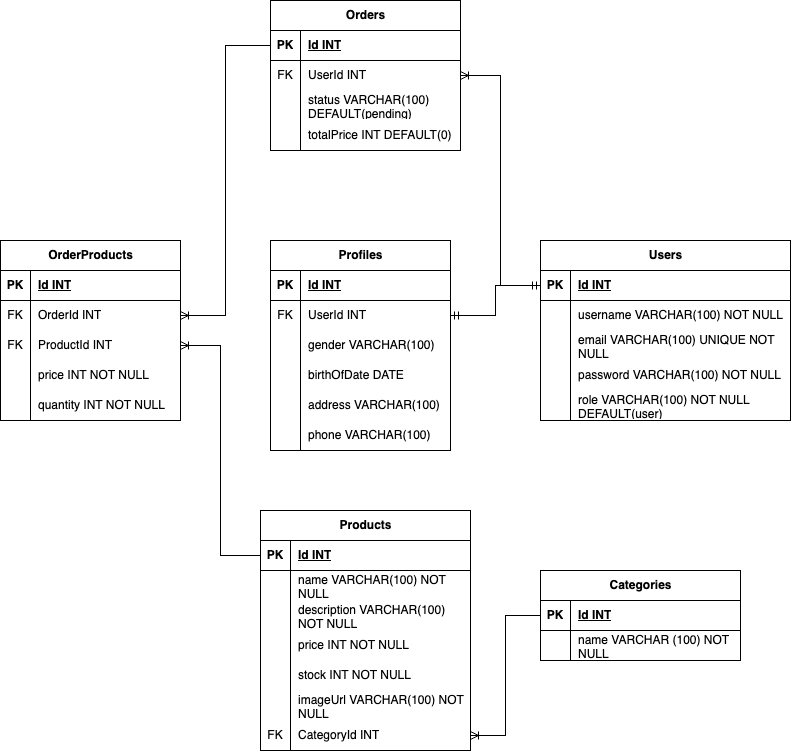 Orders
PK Id INT
FK UserId INT
status VARCHAR(100)
DEFAULT(pending)
totalPrice INT DEFAULT(0)
OrderProducts
PK Id INT
FK OrderId INT
FK ProductId INT
price INT NOT NULL
quantity INT NOT NULL
Profiles
PK Id INT
FK UserId INT
gender VARCHAR(100)
birthOfDate DATE
address VARCHAR(100)
phone VARCHAR(100)
Users
PK Id INT
username VARCHAR(100) NOT NULL
email VARCHAR(100) UNIQUE NOT
NULL
password VARCHAR(100) NOT NULL
role VARCHAR(100) NOT NULL
DEFAULT(user)
Products
PK Id INT
name VARCHAR(100) NOT
NULL
description VARCHAR(100)
NOT NULL
price INT NOT NULL
stock INT NOT NULL
imageUrl VARCHAR(100) NOT
NULL
FK CategoryId INT
Categories
PK Id INT
name VARCHAR (100) NOT
NULL